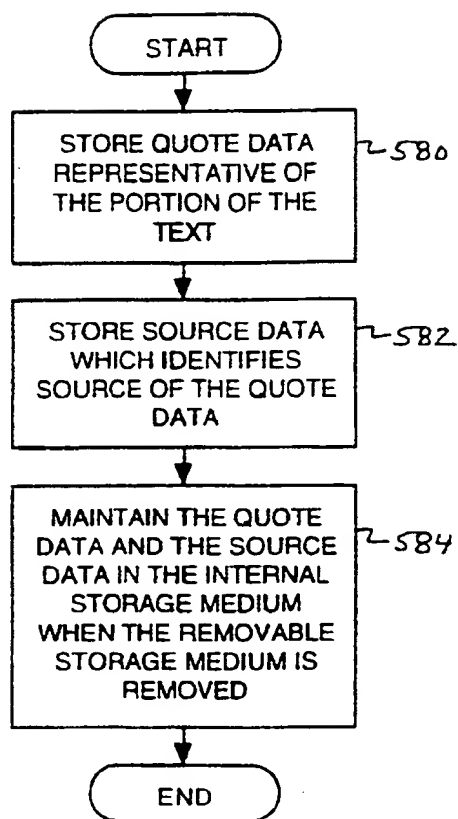 START
STORE QUOTE DATA
REPRESENTATIVE OF
THE PORTION OF THE
TEXT
580
STORE SOURCE DATA
WHICH IDENTIFIES
SOURCE OF THE QUOTE
DATA
582
MAINTAIN THE QUOTE
DATA AND THE SOURCE
DATA IN THE INTERNAL
STORAGE MEDIUM
WHEN THE REMOVABLE
STORAGE MEDIUM IS
REMOVED
584
END